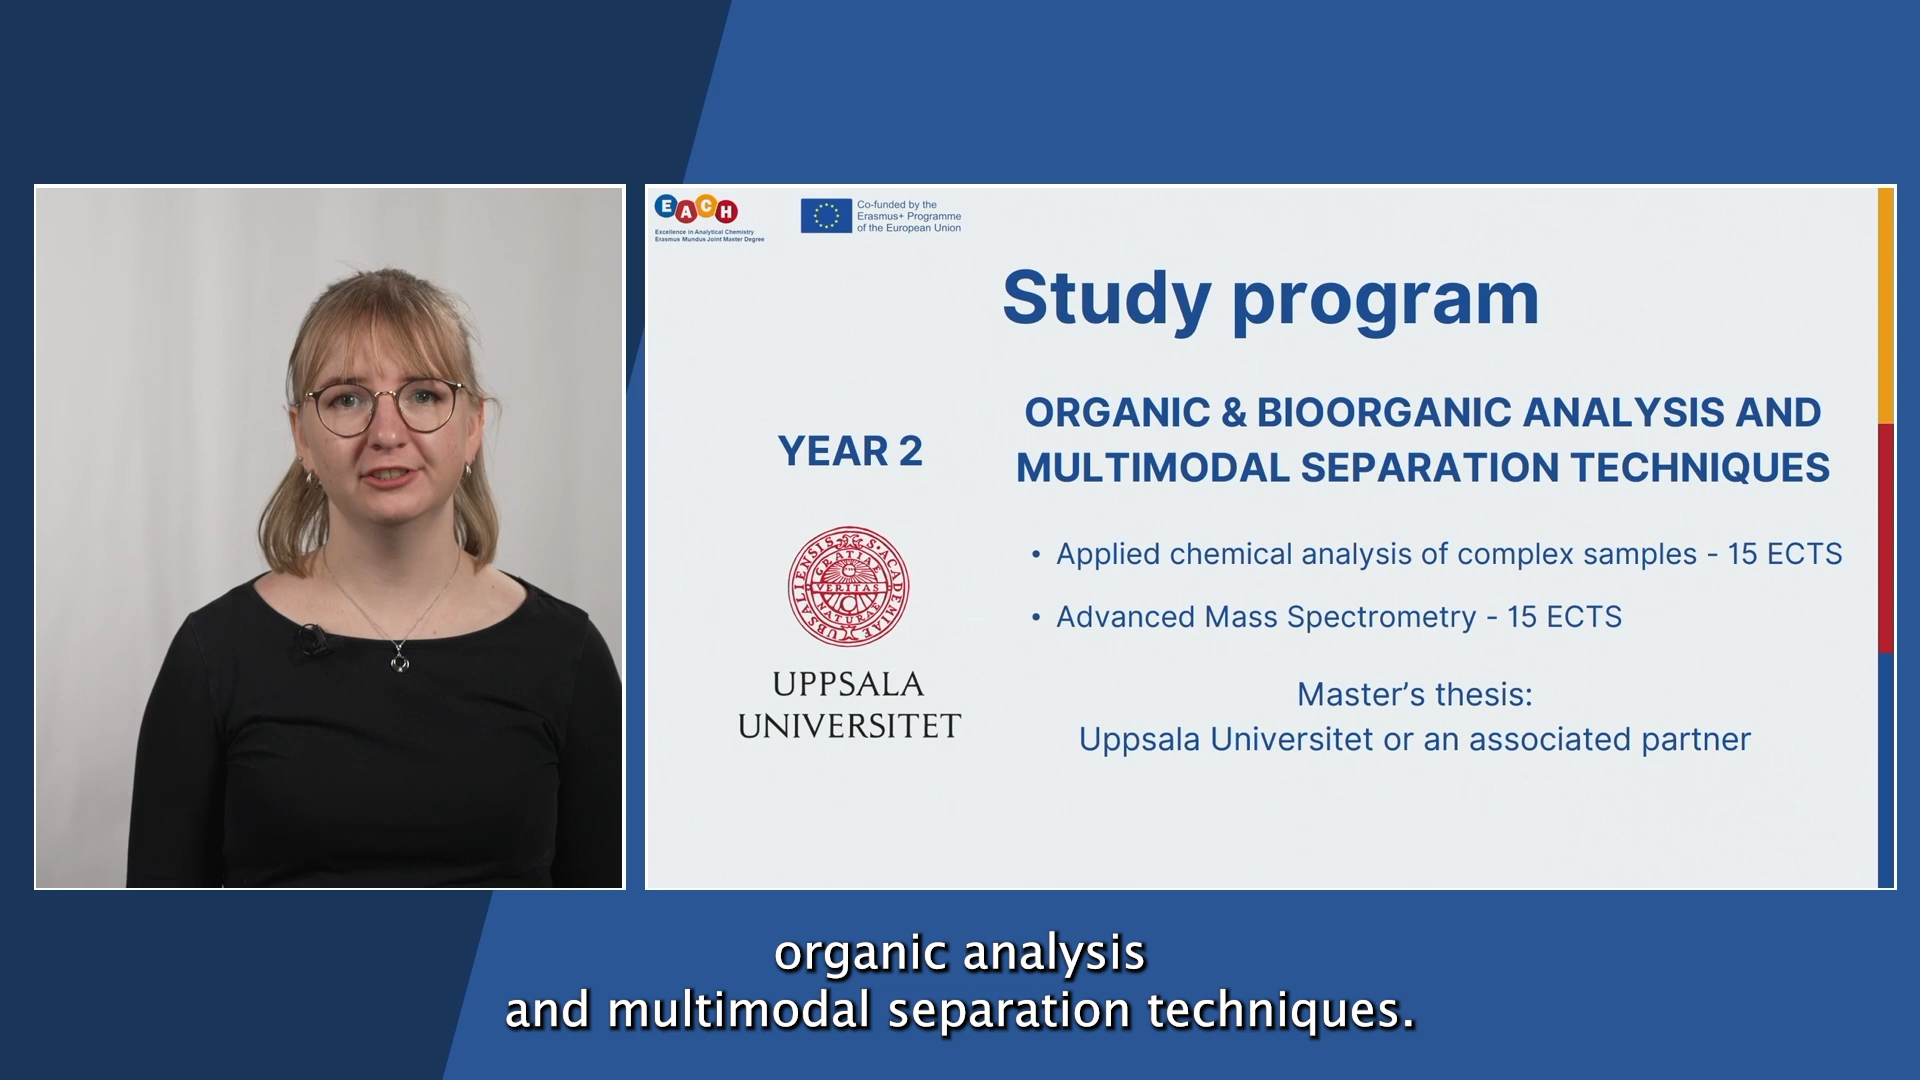 EACH
Excellence in Analytical Chemistry
Erasmus Mundus Joint Master Degree
Co-funded by the
Erasmus+ Programme
of the European Union
Study program
YEAR 2
ORGANIC & BIOORGANIC ANALYSIS AND
MULTIMODAL SEPARATION TECHNIQUES
• Applied chemical analysis of complex samples - 15 ECTS
• Advanced Mass Spectrometry - 15 ECTS
Master’s thesis:
Uppsala Universitet or an associated partner
GRATIAE
VERITAS
NATURAE
UPPSALA
UNIVERSITET
organic analysis
and multimodal separation techniques.